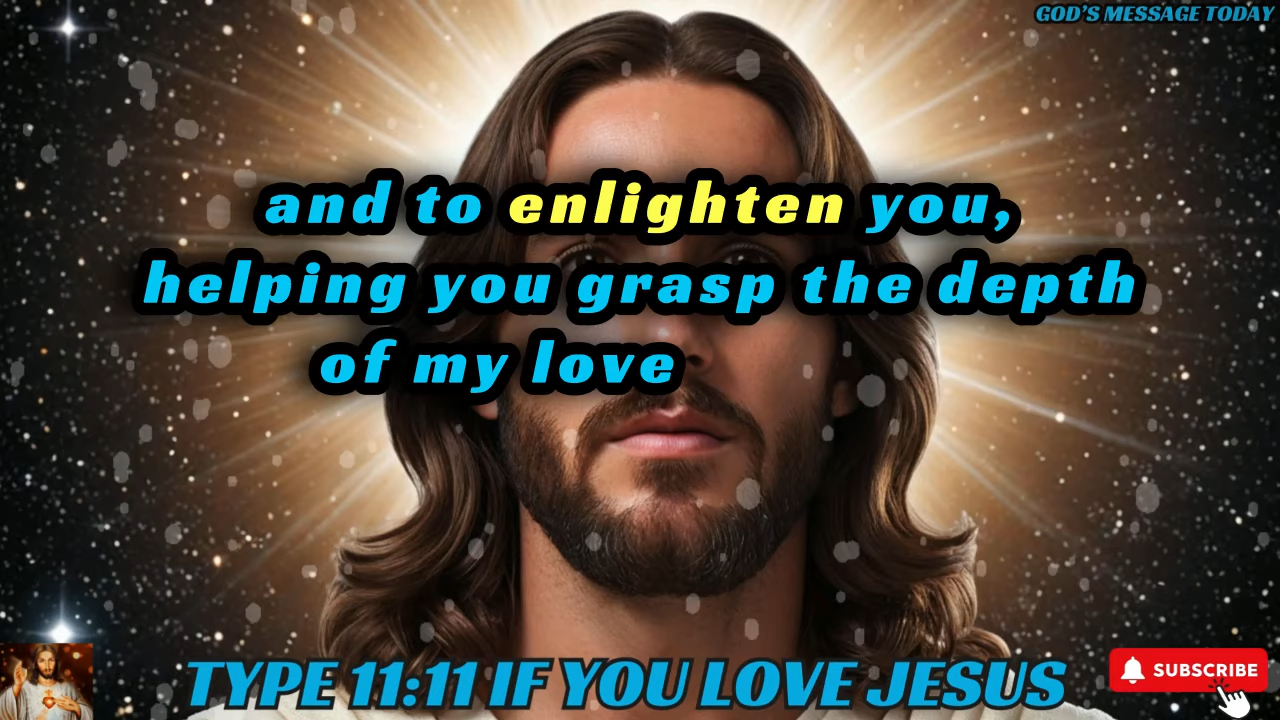 GOD'S MESSAGE TODAY
and to enlighten you,
helping you grasp the depth
of my love
TYPE 11:11 IF YOU LOVE JESUS
SUBSCRIBE